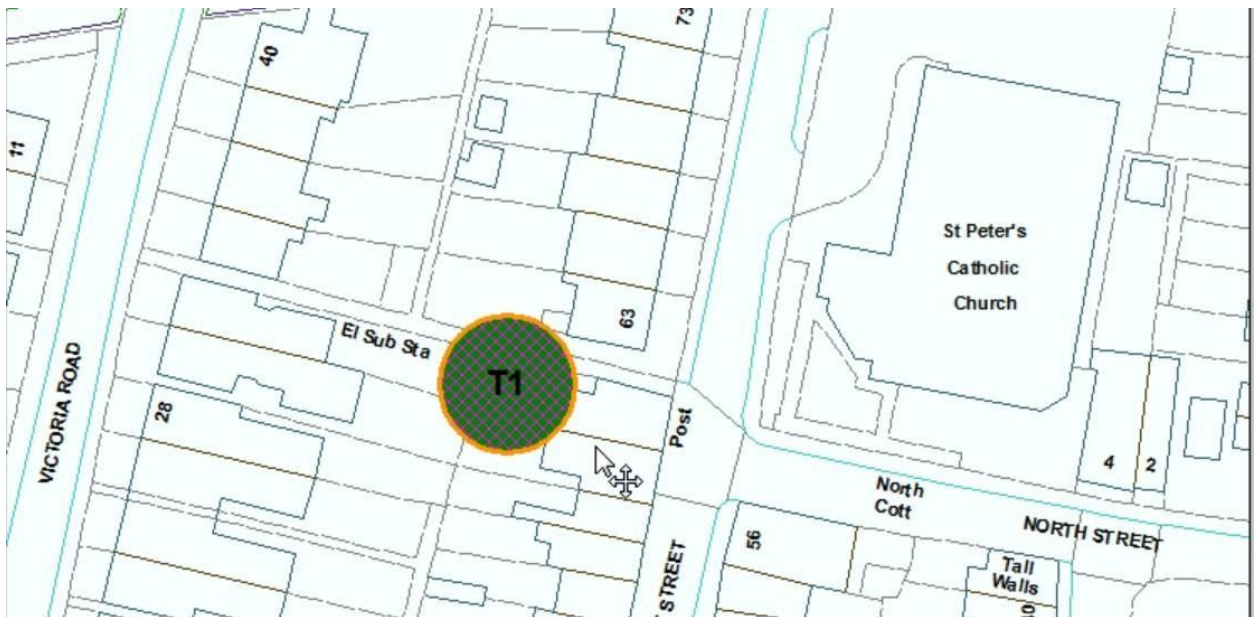 73
40
11
St Peter's
Catholic
Church
63
El Sub Sta
T1
VICTORIA ROAD
28
Post
4
2
North
Cott
NORTH STREET
56
STREET
Tall
Walls